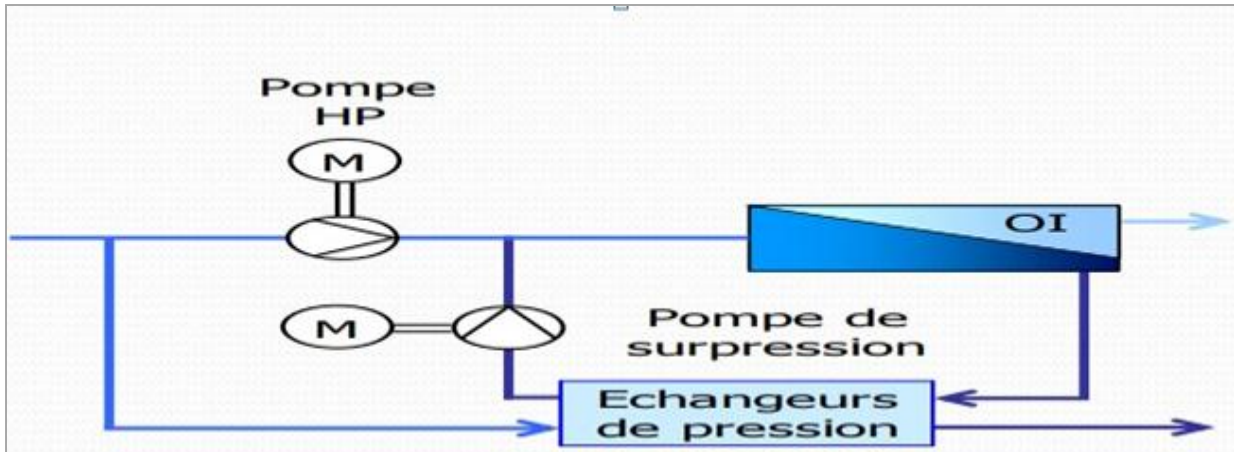 Pompe
HP
M
OI
M
Pompe de
surpression
Echangeurs
de pression